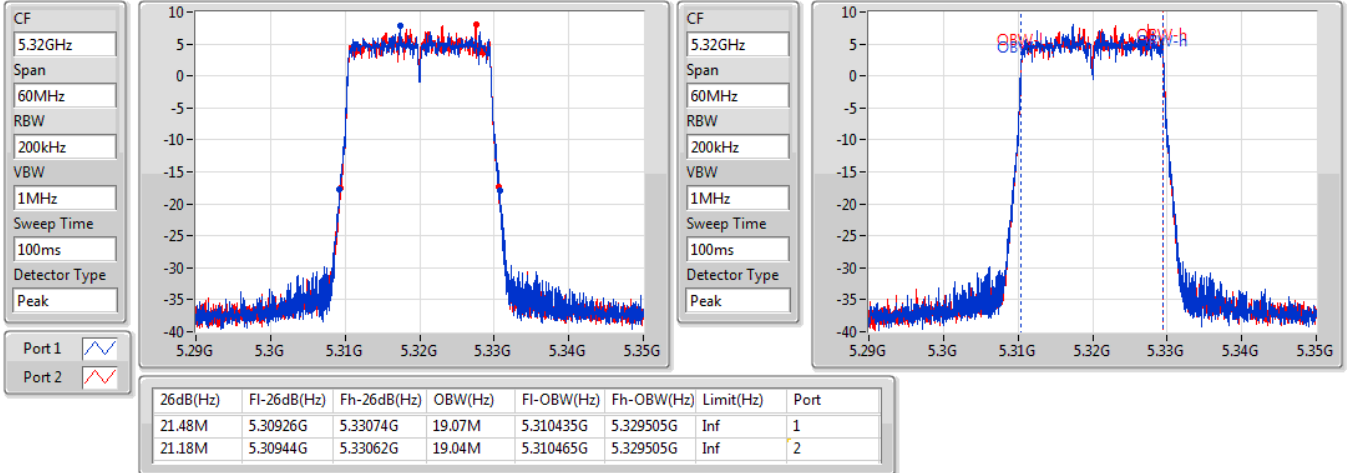 CF
5.32GHz
Span
60MHz
RBW
200kHz
VBW
1MHz
Sweep Time
100ms
Detector Type
Peak
Port 1
Port 2
10
5
0
-5
-10
-15
-20
-25
-30
-35
-40
5.29G 5.3G 5.31G 5.32G 5.33G 5.34G 5.35G
CF
5.32GHz
Span
60MHz
RBW
200kHz
VBW
1MHz
Sweep Time
100ms
Detector Type
Peak
10
5
0
-5
-10
-15
-20
-25
-30
-35
-40
OBW-h
5.29G 5.3G 5.31G 5.32G 5.33G 5.34G 5.35G
26dB(Hz) Fl-26dB(Hz) Fh-26dB(Hz) OBW(Hz) Fl-OBW(Hz) Fh-OBW(Hz) Limit(Hz) Port
21.48M 5.30926G 5.33074G 19.07M 5.310435G 5.329505G Inf 1
21.18M 5.30944G 5.33062G 19.04M 5.310465G 5.329505G Inf 2